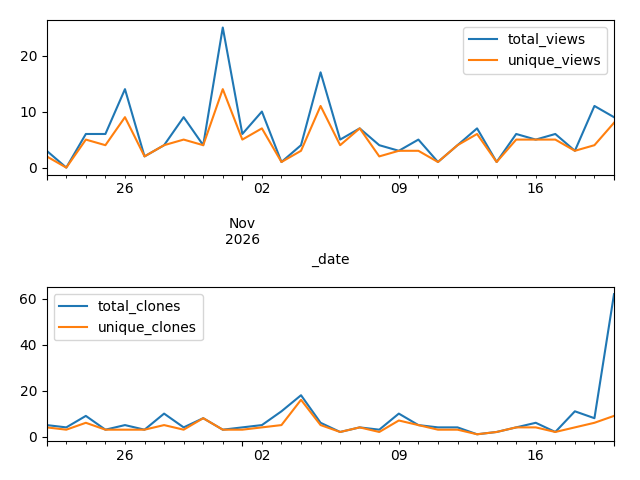 total_views
unique_views
20
10
0
26
02
09
16
Nov
2026
_date
total_clones
unique_clones
60
40
20
0
26
02
09
16